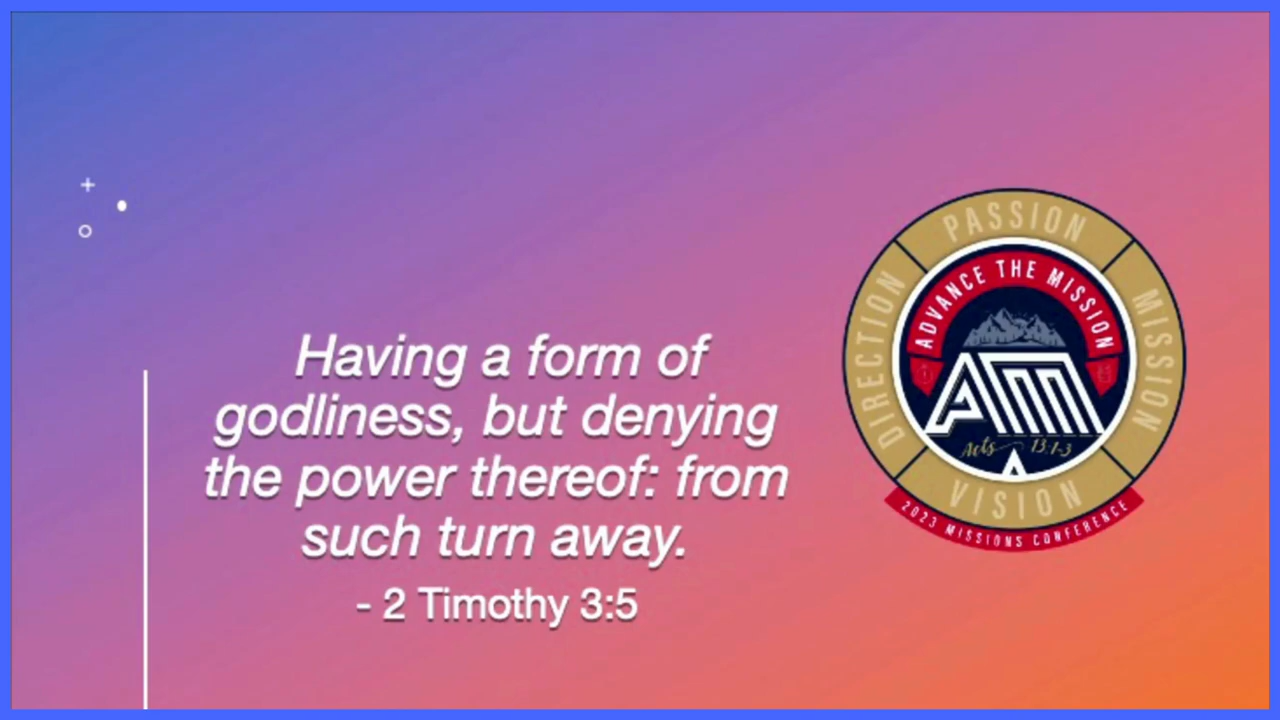 Having a form of
godliness, but denying
the power thereof: from
such turn away.
- 2 Timothy 3:5
PASSION
DIRECTION
MISSION
VISION
ADVANCE THE MISSION
ATM
Acts 13:1-3
2023 MISSIONS CONFERENCE